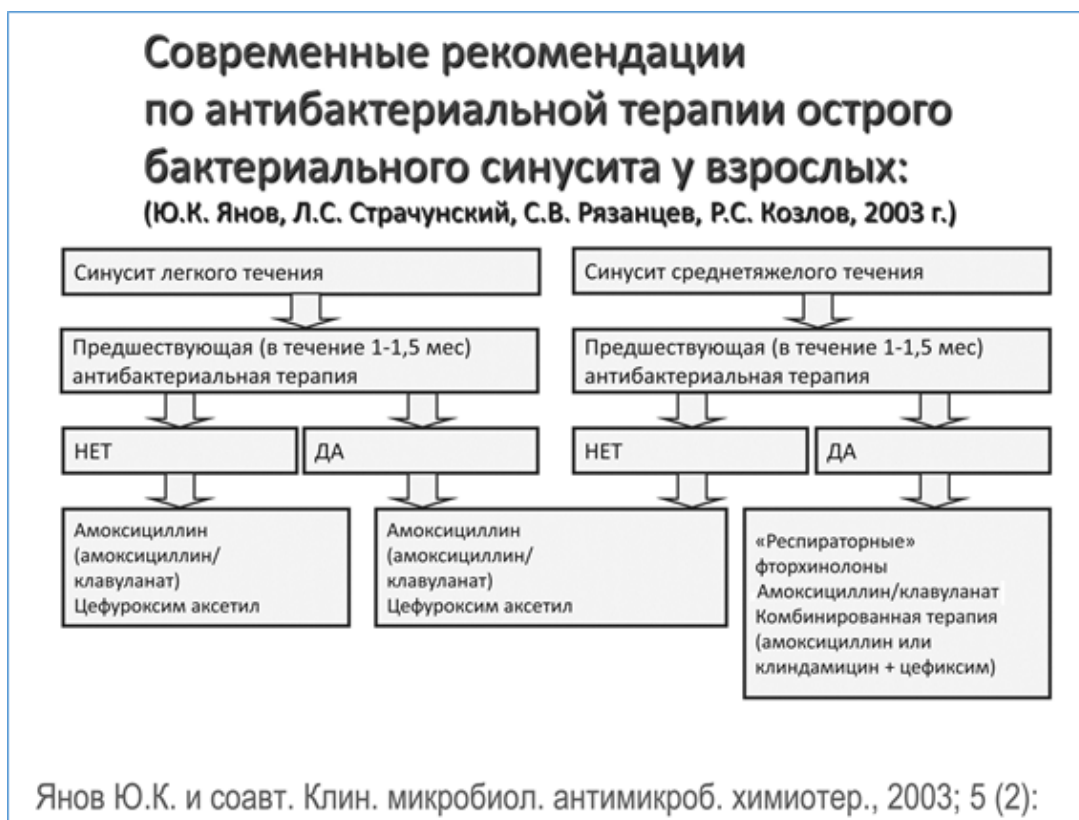 Современные рекомендации
по антибактериальной терапии острого
бактериального синусита у взрослых:
(Ю.К. Янов, Л.С. Страчунский, С.В. Рязанцев, Р.С. Козлов, 2003 г.)
Синусит легкого течения
Синусит среднетяжелого течения
Предшествующая (в течение 1-1,5 мес)
антибактериальная терапия
Предшествующая (в течение 1-1,5 мес)
антибактериальная терапия
НЕТ
ДА
НЕТ
ДА
Амоксициллин
(амоксициллин/
клавуланат)
Цефуроксим аксетил
Амоксициллин
(амоксициллин/
клавуланат)
Цефуроксим аксетил
«Респираторные»
фторхинолоны
Амоксициллин/клавуланат
Комбинированная терапия
(амоксициллин или
клиндамицин + цефиксим)
Янов Ю.К. и соавт. Клин. микробиол. антимикроб. химиотер., 2003; 5 (2):